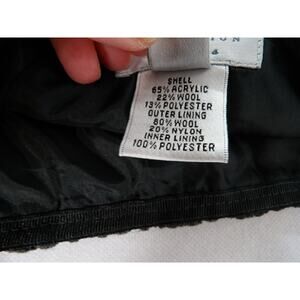 SHELL
65% ACRYLIC
22% WOOL
13% POLYESTER
OUTER LINING
80% WOOL
20% NYLON
INNER LINING
100% POLYESTER